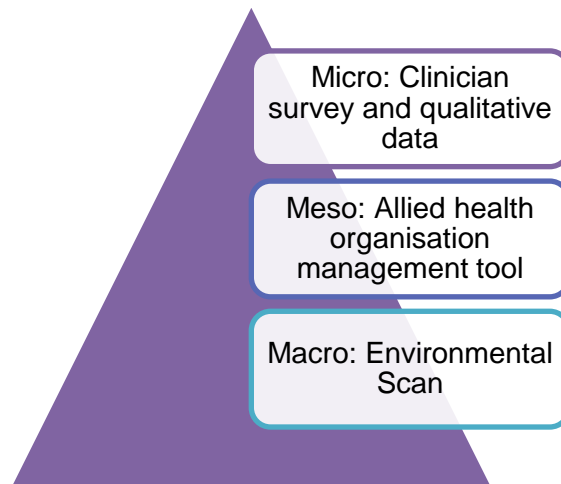 Micro: Clinician
survey and qualitative
data
Meso: Allied health
organisation
management tool
Macro: Environmental
Scan